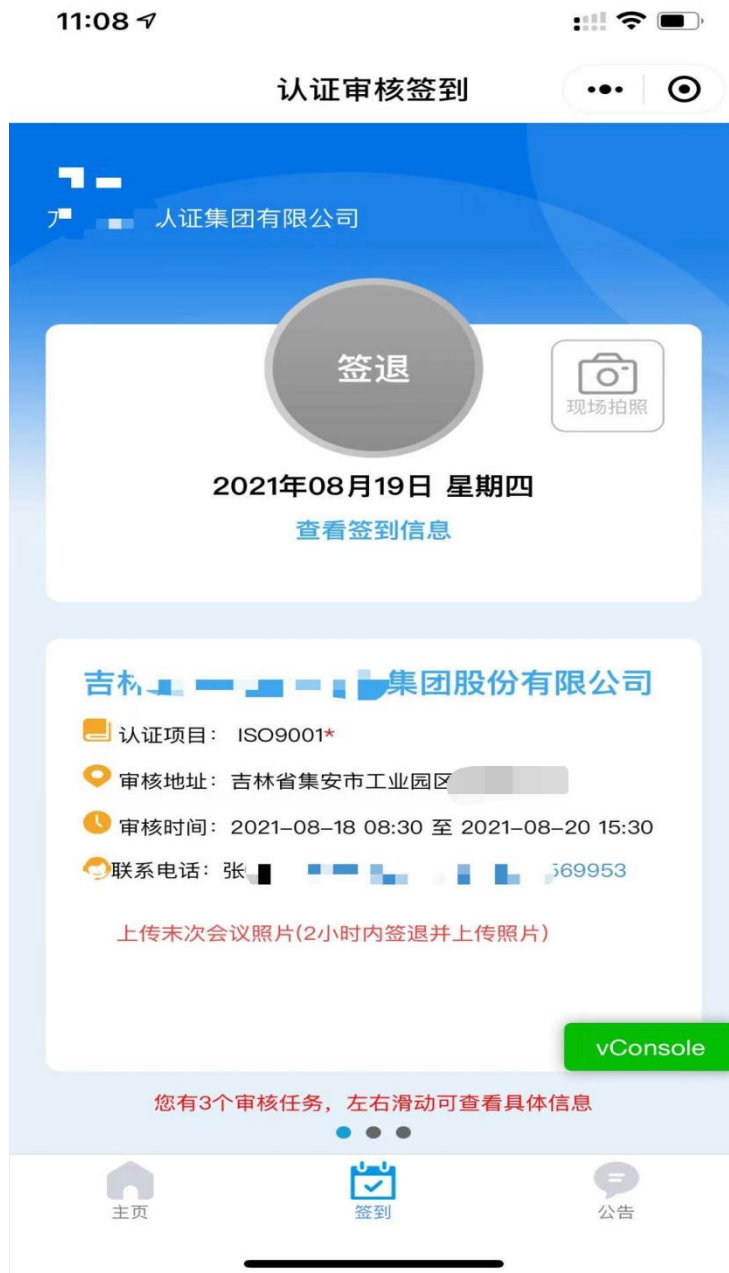 11:08
认证审核签到
认证集团有限公司
签退
现场拍照
2021年08月19日 星期四
查看签到信息
吉林 集团股份有限公司
认证项目: ISO9001*
审核地址: 吉林省集安市工业园区
审核时间: 2021-08-18 08:30 至 2021-08-20 15:30
联系电话: 张 569953
上传末次会议照片(2小时内签退并上传照片)
vConsole
您有3个审核任务, 左右滑动可查看具体信息
主页
签到
公告